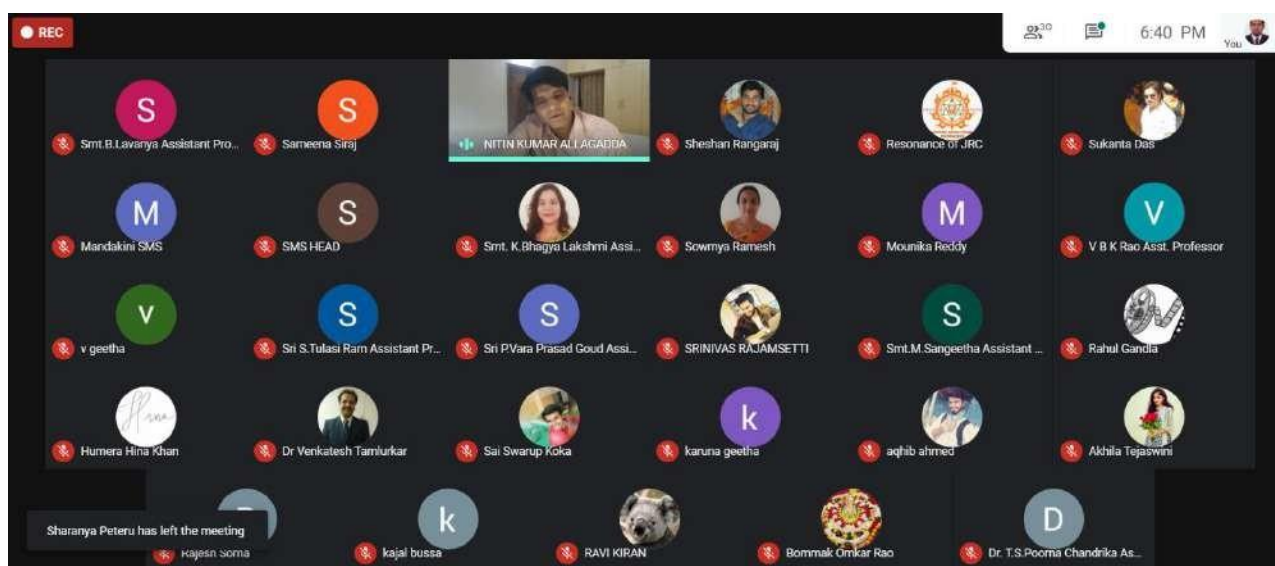 REC
30
6:40 PM
You
S
S
Smt.B.Lavanya Assistant Pro...
Sameena Siraj
NITIN KUMAR ALLAGADDA
Sheshan Rangaraj
Resonance of JRC
Sukanta Das
M
S
M
V
Mandakini SMS
SMS HEAD
Smt. K.Bhagya Lakshmi Assi...
Sowmya Ramesh
Mounika Reddy
V B K Rao Asst. Professor
v
S
S
S
v geetha
Sri S.Tulasi Ram Assistant Pr...
Sri P.Vara Prasad Goud Assi...
SRINIVAS RAJAMSETTI
Smt.M.Sangeetha Assistant ...
Rahul Gandla
Hina
k
Humera Hina Khan
Dr Venkatesh Tamlurkar
Sai Swarup Koka
karuna geetha
aqhib ahmed
Akhila Tejaswini
k
D
Sharanya Peteru has left the meeting
Rajesh Soma
kajal bussa
RAVI KIRAN
Bommak Omkar Rao
Dr. T.S.Poorna Chandrika As...